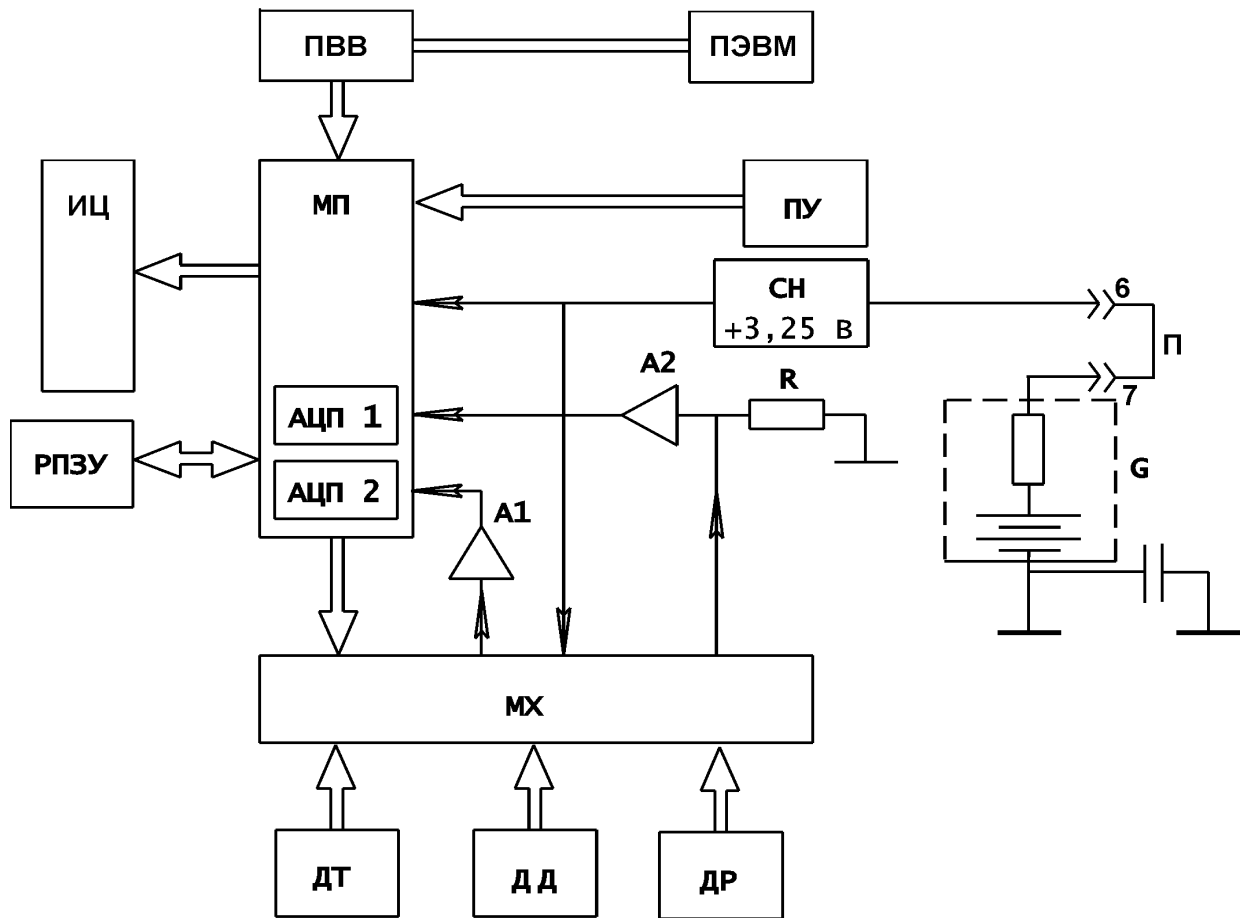 ПВВ
ПЭВМ
ИЦ
МП
ПУ
СН
+3,25 В
6
П
7
А2
R
АЦП 1
G
РПЗУ
АЦП 2
А1
МХ
ДТ
ДД
ДР